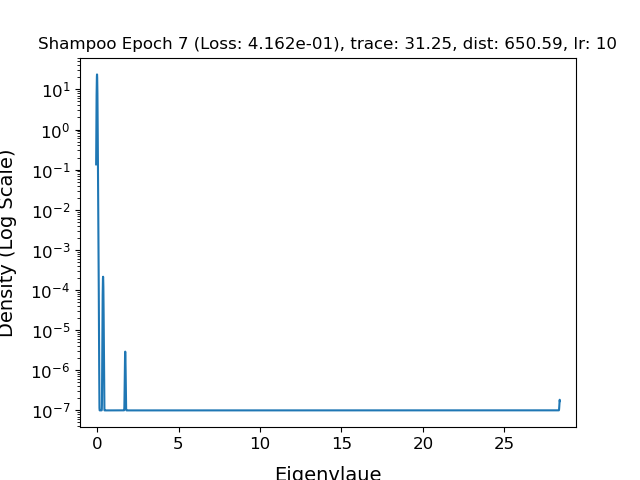 Shampoo Epoch 7 (Loss: 4.162e-01), trace: 31.25, dist: 650.59, lr: 10
Density (Log Scale)
10¹
10⁰
10⁻¹
10⁻²
10⁻³
10⁻⁴
10⁻⁵
10⁻⁶
10⁻⁷
0 5 10 15 20 25
Eigenvlaue